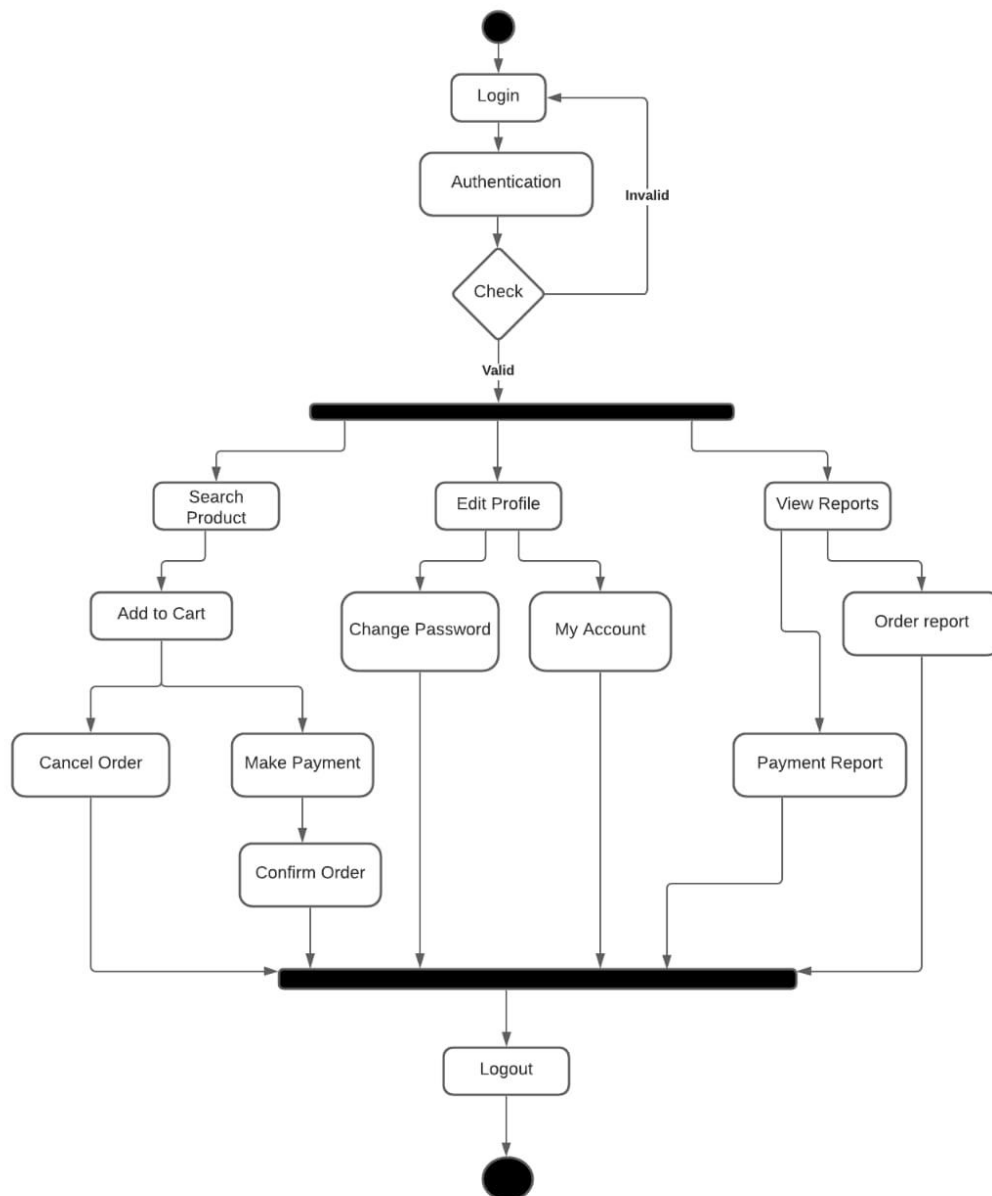 Login
Authentication
Invalid
Check
Valid
Search
Product
Edit Profile
View Reports
Add to Cart
Change Password
My Account
Order report
Cancel Order
Make Payment
Payment Report
Confirm Order
Logout